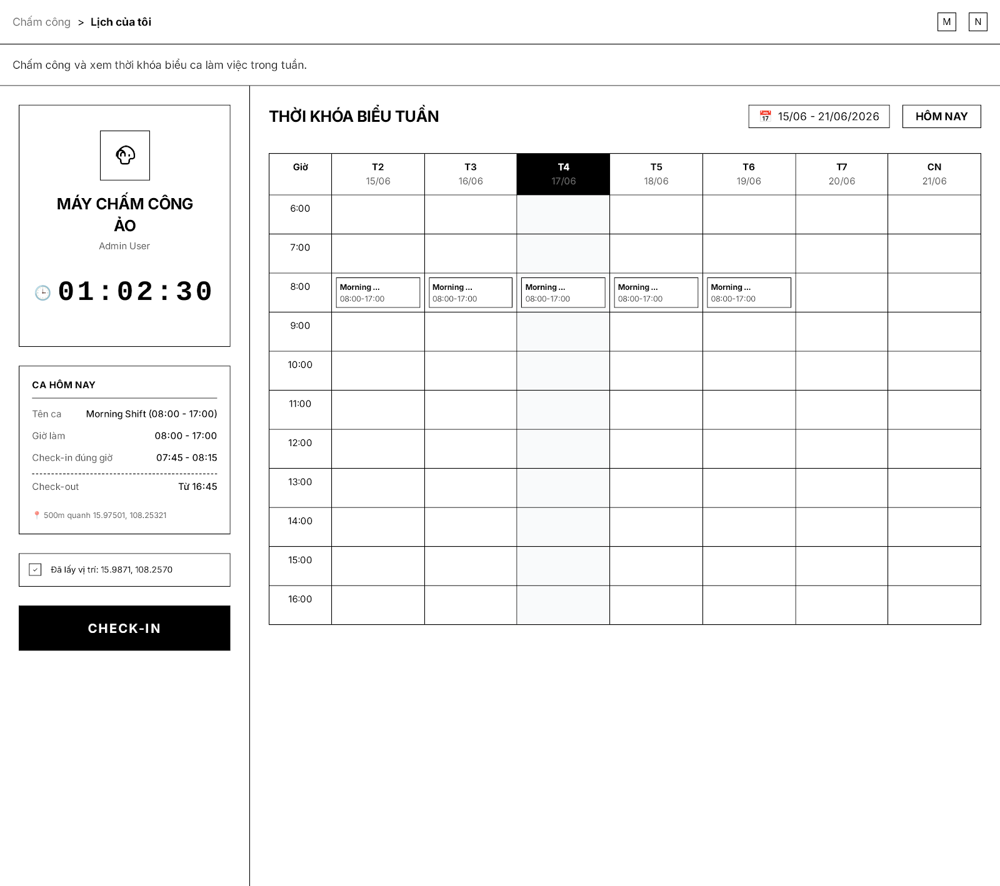 Chấm công > Lịch của tôi
M N
Chấm công và xem thời khóa biểu ca làm việc trong tuần.
MÁY CHẤM CÔNG
ẢO
Admin User
01:02:30
CA HÔM NAY
Tên ca Morning Shift (08:00 - 17:00)
Giờ làm 08:00 - 17:00
Check-in đúng giờ 07:45 - 08:15
Check-out Từ 16:45
500m quanh 15.97501, 108.25321
Đã lấy vị trí: 15.9871, 108.2570
CHECK-IN
THỜI KHÓA BIỂU TUẦN
15/06 - 21/06/2026
HÔM NAY
Giờ T2 T3 T4 T5 T6 T7 CN
15/06 16/06 17/06 18/06 19/06 20/06 21/06
6:00
7:00
8:00 Morning ... Morning ... Morning ... Morning ... Morning ...
08:00-17:00 08:00-17:00 08:00-17:00 08:00-17:00 08:00-17:00
9:00
10:00
11:00
12:00
13:00
14:00
15:00
16:00